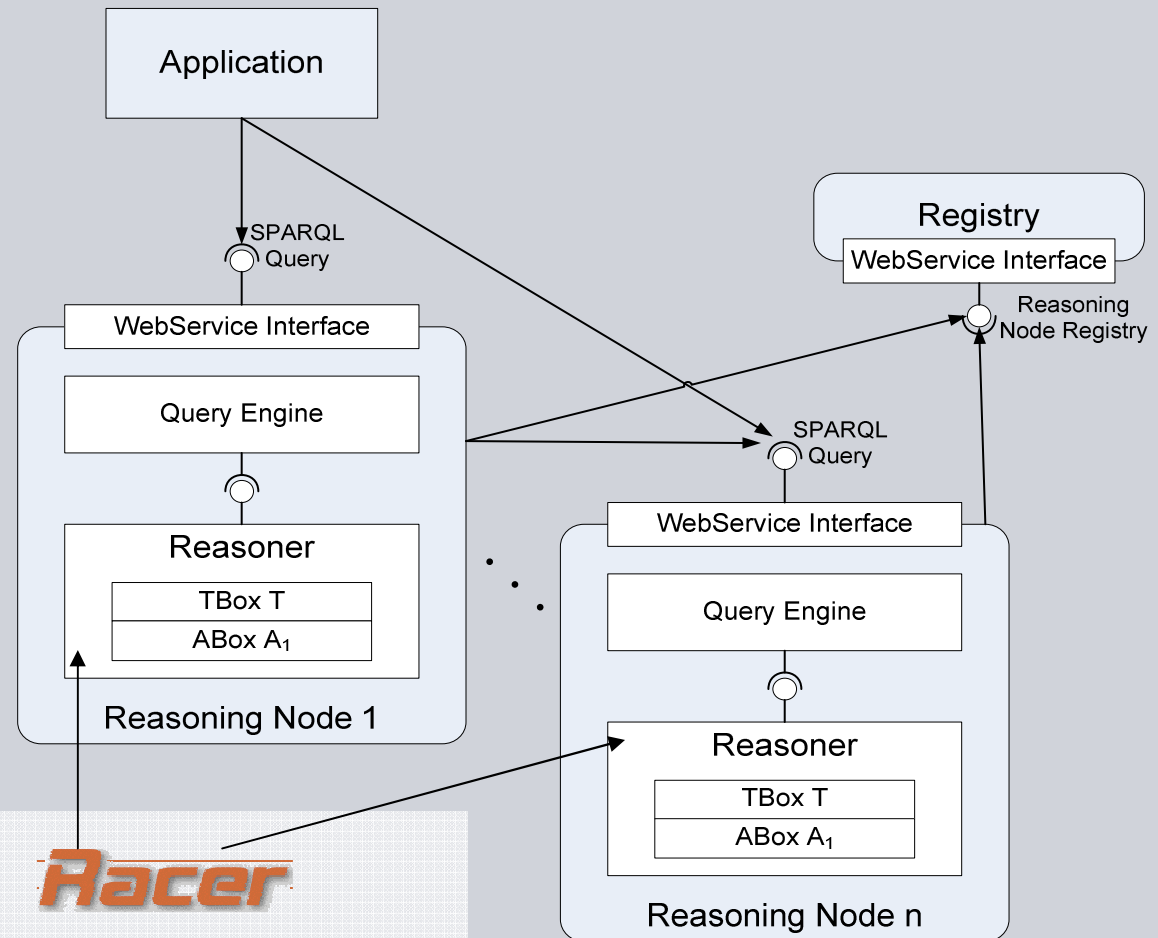 Application
SPARQL
Query
Registry
WebService Interface
Reasoning
Node Registry
WebService Interface
Query Engine
SPARQL
Query
Reasoner
TBox T
ABox A₁
Reasoning Node 1
WebService Interface
Query Engine
Reasoner
TBox T
ABox A₁
Reasoning Node n
Racer